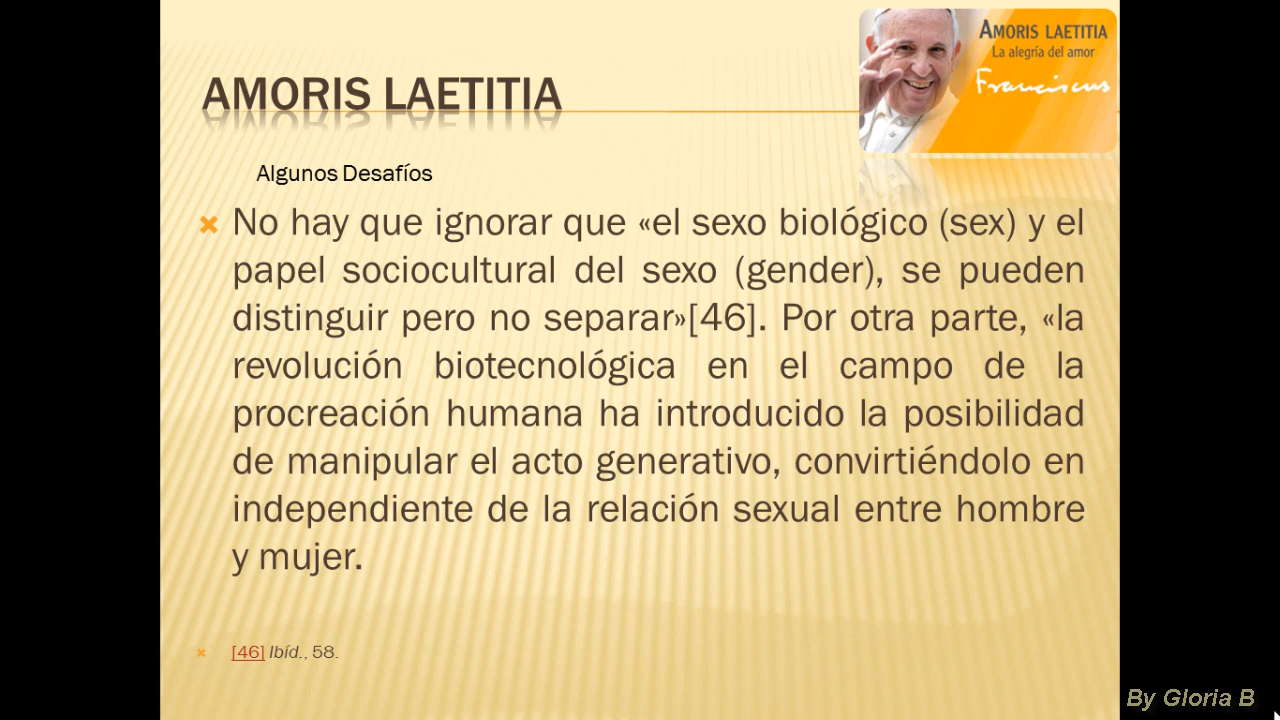 AMORIS LAETITIA
AMORIS LAETITIA
La alegría del amor
Franciscus
Algunos Desafíos
No hay que ignorar que «el sexo biológico (sex) y el
papel sociocultural del sexo (gender), se pueden
distinguir pero no separar»[46]. Por otra parte, «la
revolución biotecnológica en el campo de la
procreación humana ha introducido la posibilidad
de manipular el acto generativo, convirtiéndolo en
independiente de la relación sexual entre hombre
y mujer.
[46] Ibíd., 58.
By Gloria B